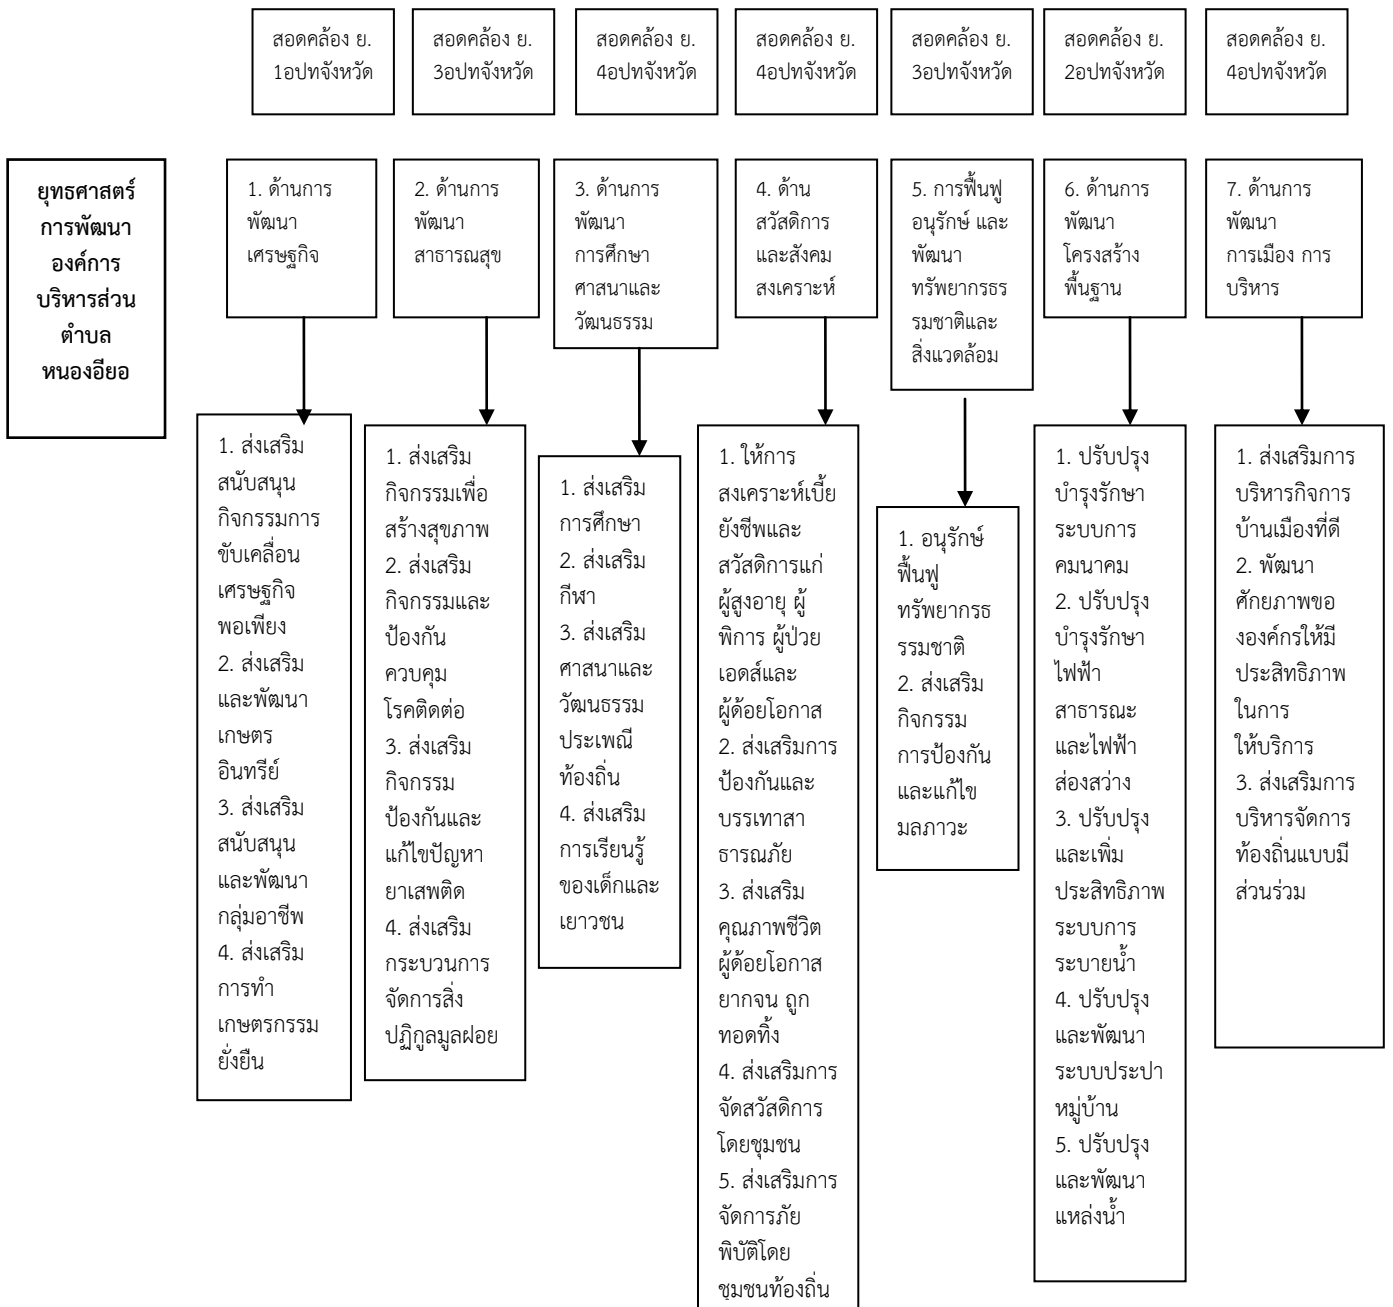 สอดคล้อง ย.
1อปทจังหวัด
สอดคล้อง ย.
3อปทจังหวัด
สอดคล้อง ย.
4อปทจังหวัด
สอดคล้อง ย.
4อปทจังหวัด
สอดคล้อง ย.
3อปทจังหวัด
สอดคล้อง ย.
2อปทจังหวัด
สอดคล้อง ย.
4อปทจังหวัด
ยุทธศาสตร์
การพัฒนา
องค์การ
บริหารส่วน
ตำบล
หนองอียอ
1. ด้านการ
พัฒนา
เศรษฐกิจ
2. ด้านการ
พัฒนา
สาธารณสุข
3. ด้านการ
พัฒนา
การศึกษา
ศาสนาและ
วัฒนธรรม
4. ด้าน
สวัสดิการ
และสังคม
สงเคราะห์
5. การฟื้นฟู
อนุรักษ์ และ
พัฒนา
ทรัพยากรธร
รมชาติและ
สิ่งแวดล้อม
6. ด้านการ
พัฒนา
โครงสร้าง
พื้นฐาน
7. ด้านการ
พัฒนา
การเมือง การ
บริหาร
1. ส่งเสริม
สนับสนุน
กิจกรรมการ
ขับเคลื่อน
เศรษฐกิจ
พอเพียง
2. ส่งเสริม
และพัฒนา
เกษตร
อินทรีย์
3. ส่งเสริม
สนับสนุน
และพัฒนา
กลุ่มอาชีพ
4. ส่งเสริม
การทำ
เกษตรกรรม
ยั่งยืน
1. ส่งเสริม
กิจกรรมเพื่อ
สร้างสุขภาพ
2. ส่งเสริม
กิจกรรมและ
ป้องกัน
ควบคุม
โรคติดต่อ
3. ส่งเสริม
กิจกรรม
ป้องกันและ
แก้ไขปัญหา
ยาเสพติด
4. ส่งเสริม
กระบวนการ
จัดการสิ่ง
ปฏิกูลมูลฝอย
1. ส่งเสริม
การศึกษา
2. ส่งเสริม
กีฬา
3. ส่งเสริม
ศาสนาและ
วัฒนธรรม
ประเพณี
ท้องถิ่น
4. ส่งเสริม
การเรียนรู้
ของเด็กและ
เยาวชน
1. ให้การ
สงเคราะห์เบี้ย
ยังชีพและ
สวัสดิการแก่
ผู้สูงอายุ ผู้
พิการ ผู้ป่วย
เอดส์และ
ผู้ด้อยโอกาส
2. ส่งเสริมการ
ป้องกันและ
บรรเทาสา
ธารณภัย
3. ส่งเสริม
คุณภาพชีวิต
ผู้ด้อยโอกาส
ยากจน ถูก
ทอดทิ้ง
4. ส่งเสริมการ
จัดสวัสดิการ
โดยชุมชน
5. ส่งเสริมการ
จัดการภัย
พิบัติโดย
ชุมชนท้องถิ่น
1. อนุรักษ์
ฟื้นฟู
ทรัพยากรธ
รรมชาติ
2. ส่งเสริม
กิจกรรม
การป้องกัน
และแก้ไข
มลภาวะ
1. ปรับปรุง
บำรุงรักษา
ระบบการ
คมนาคม
2. ปรับปรุง
บำรุงรักษา
ไฟฟ้า
สาธารณะ
และไฟฟ้า
ส่องสว่าง
3. ปรับปรุง
และเพิ่ม
ประสิทธิภาพ
ระบบการ
ระบายน้ำ
4. ปรับปรุง
และพัฒนา
ระบบประปา
หมู่บ้าน
5. ปรับปรุง
และพัฒนา
แหล่งน้ำ
1. ส่งเสริมการ
บริหารกิจการ
บ้านเมืองที่ดี
2. พัฒนา
ศักยภาพขอ
งองค์กรให้มี
ประสิทธิภาพ
ในการ
ให้บริการ
3. ส่งเสริมการ
บริหารจัดการ
ท้องถิ่นแบบมี
ส่วนร่วม